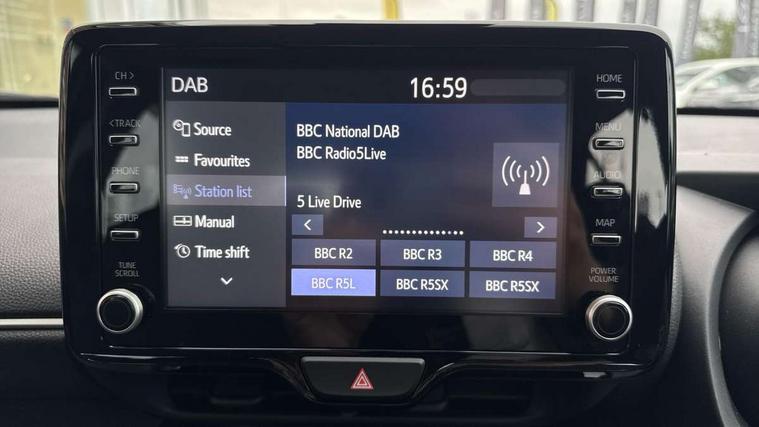 DAB
16:59
CH >
< TRACK
PHONE
SETUP
TUNE
SCROLL
Source
Favourites
Station list
Manual
Time shift
BBC National DAB
BBC Radio5Live
5 Live Drive
<
>
BBC R2
BBC R3
BBC R4
BBC R5L
BBC R5SX
BBC R5SX
HOME
MENU
AUDIO
MAP
POWER
VOLUME